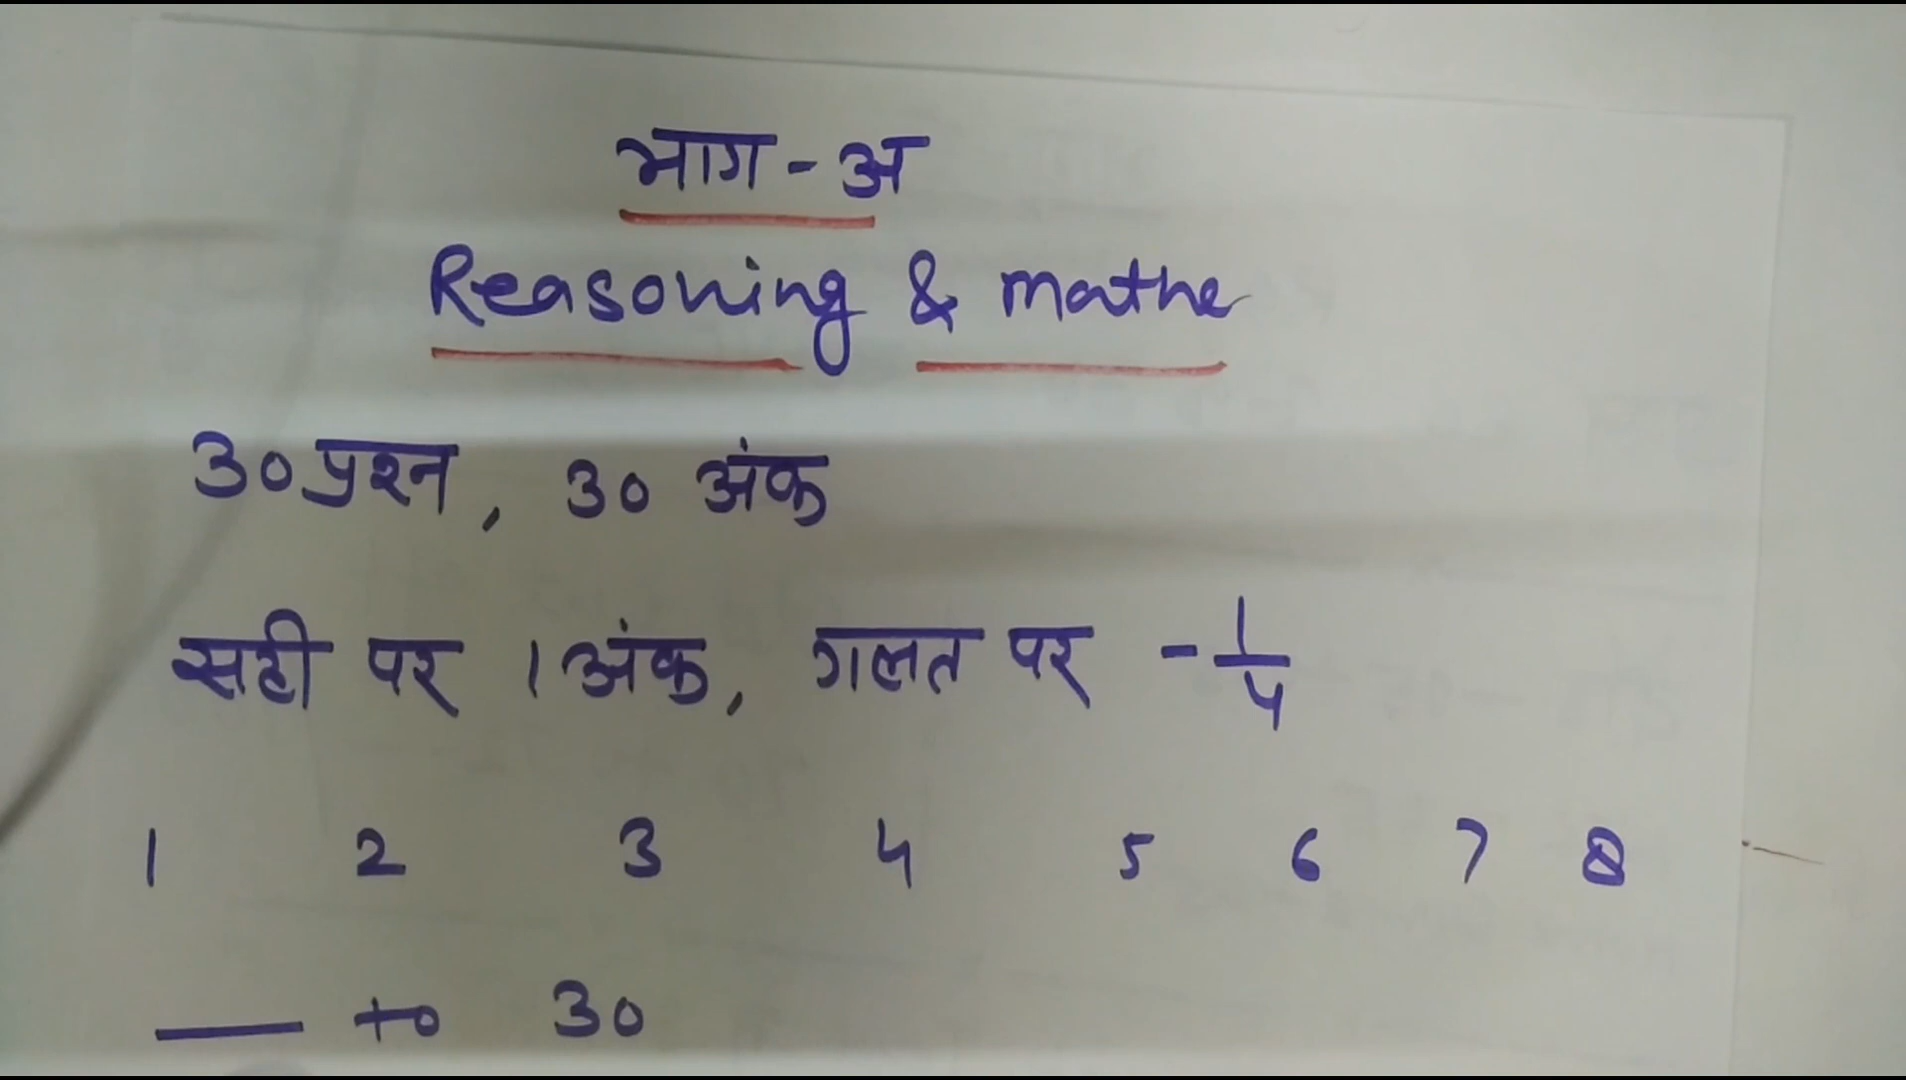 भाग - अ
Reasoning & mathe
30 प्रश्न, 30 अंक
सही पर 1 अंक, गलत पर - 1/4
1 2 3 4 5 6 7 8
— to 30